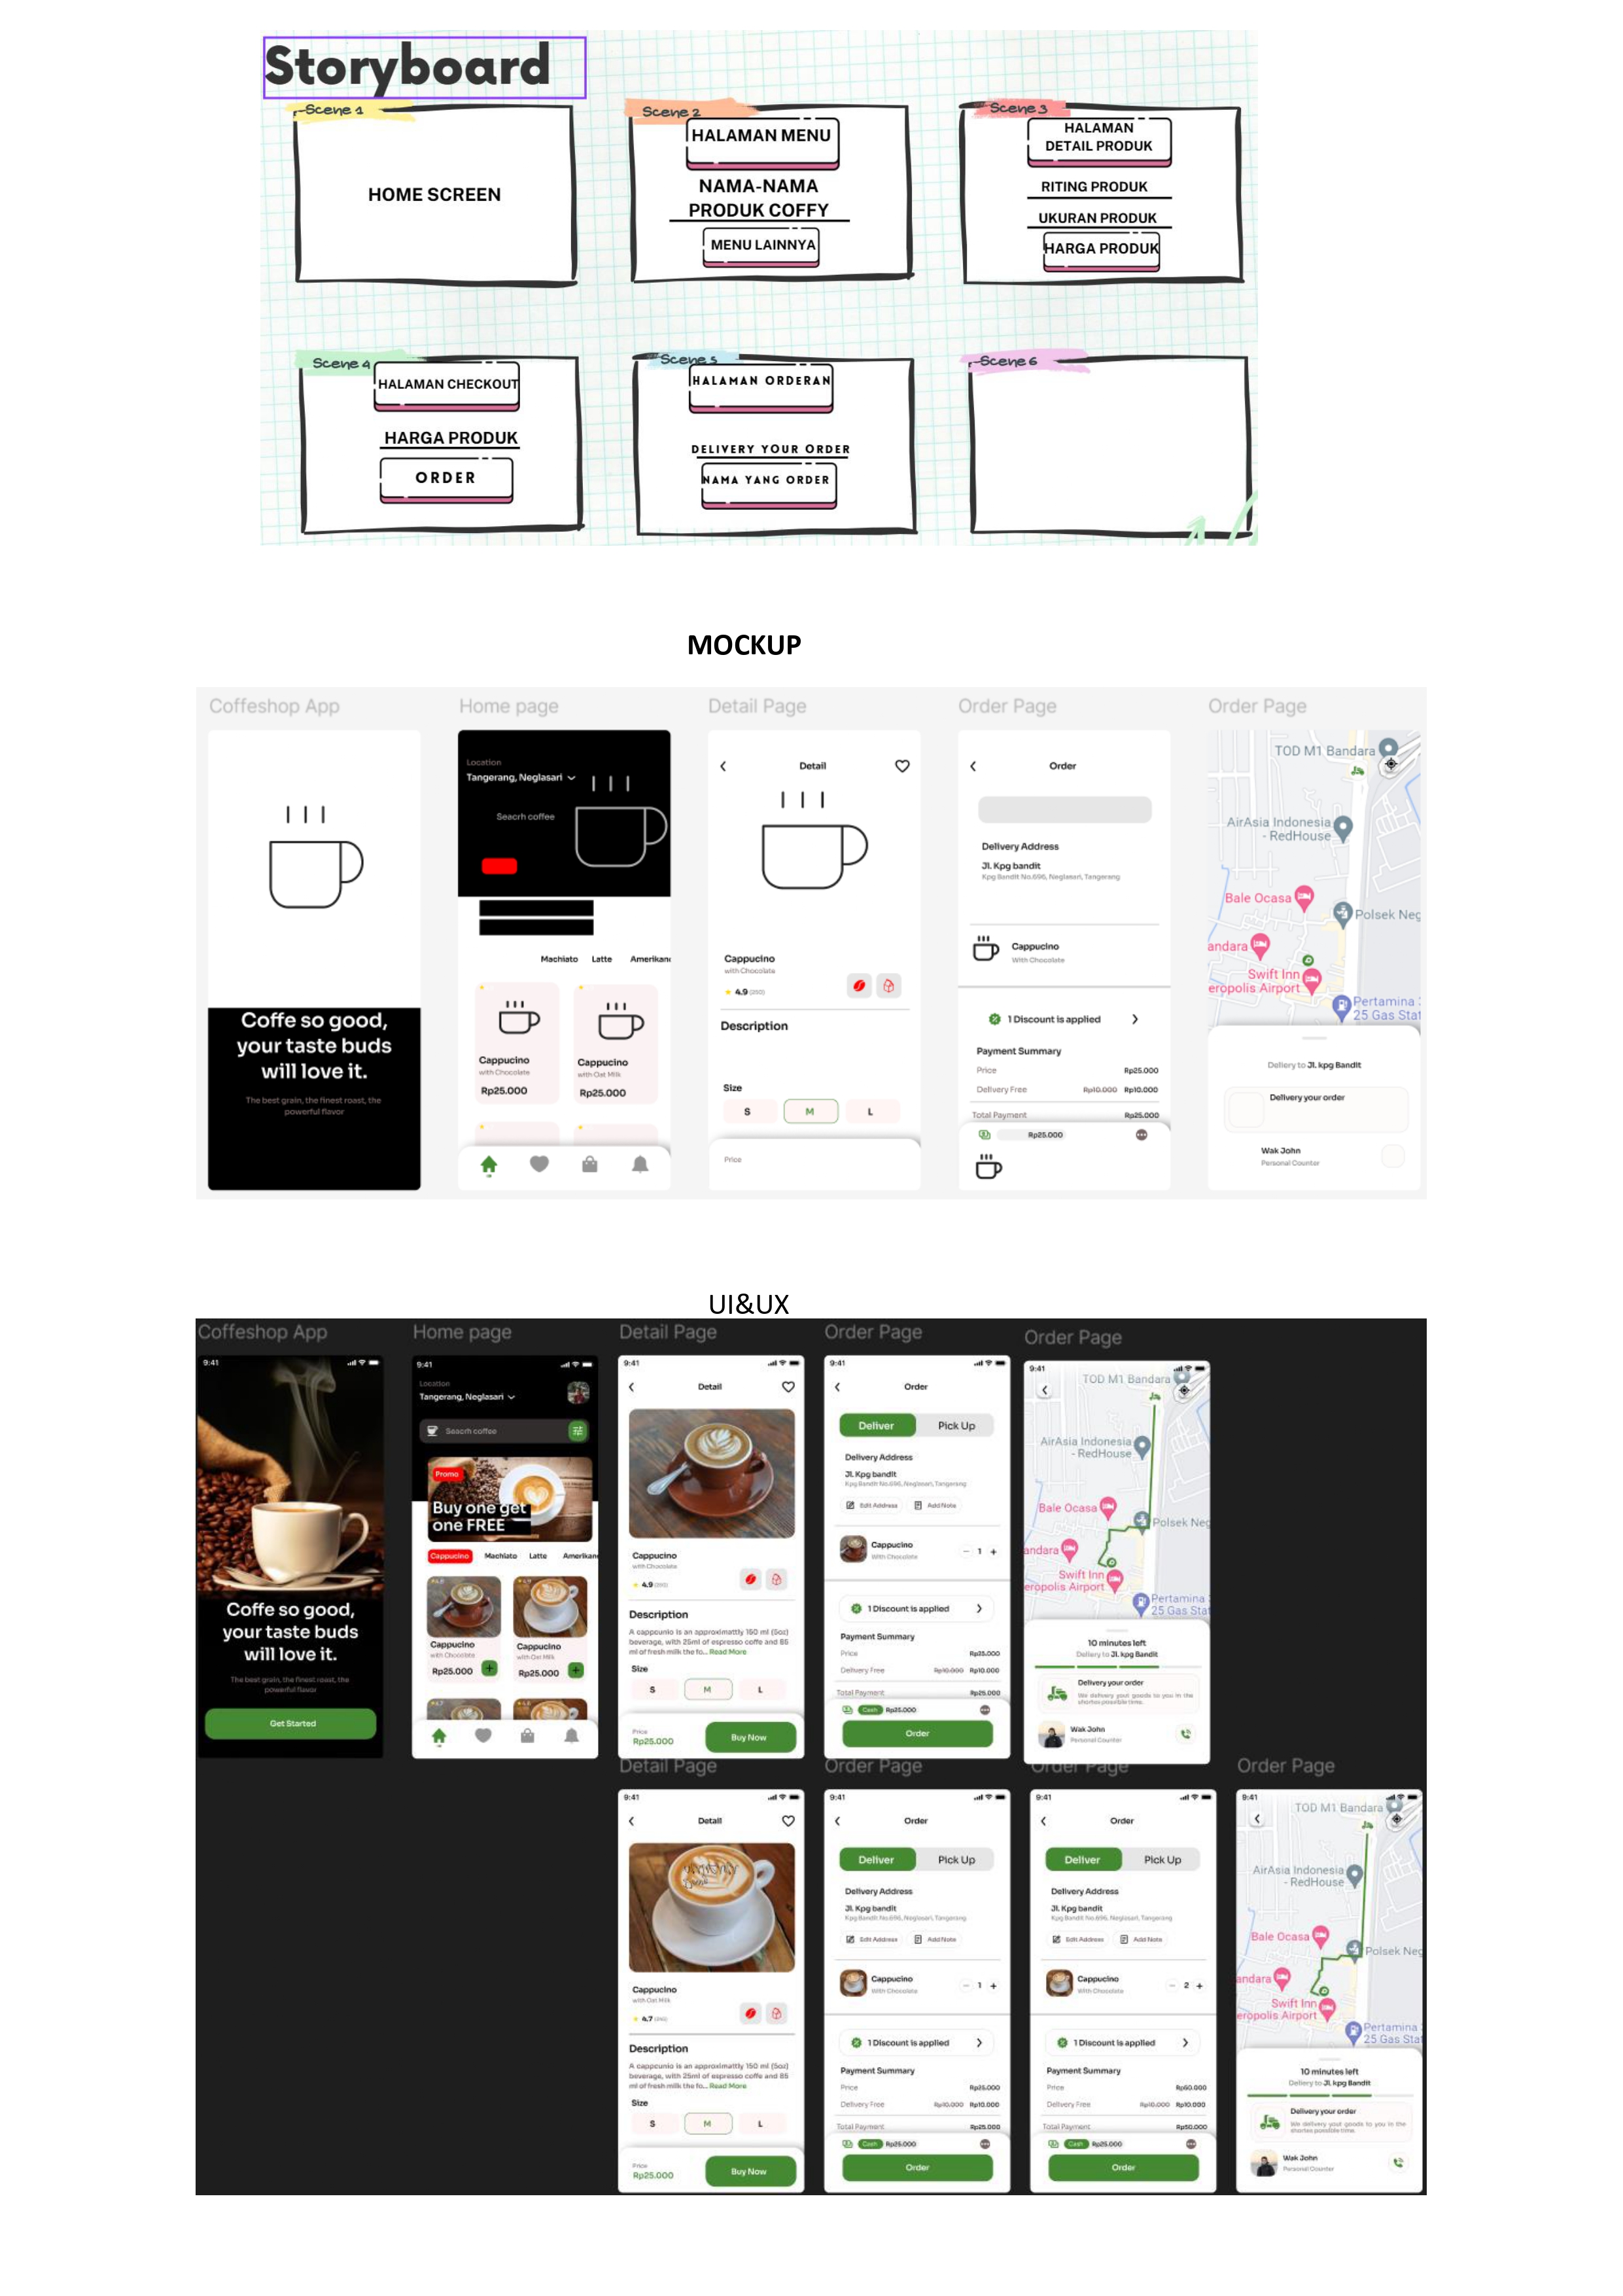 Storyboard
Scene 1
HOME SCREEN
Scene 2
HALAMAN MENU
NAMA-NAMA
PRODUK COFFY
MENU LAINNYA
Scene 3
HALAMAN
DETAIL PRODUK
RITING PRODUK
UKURAN PRODUK
HARGA PRODUK
Scene 4
HALAMAN CHECKOUT
HARGA PRODUK
ORDER
Scene 5
HALAMAN ORDERAN
DELIVERY YOUR ORDER
NAMA YANG ORDER
Scene 6
MOCKUP
Coffeshop App
Coffe so good,
your taste buds
will love it.
The best grain, the finest roast, the
powerful flavor
Home page
Location
Tangerang, Neglasari
Seacrh coffee
Machiato Latte Amerikan
Cappucino
with Chocolate
Rp25.000
Cappucino
with Oat Milk
Rp25.000
Detail Page
Detail
Cappucino
with Chocolate
4.9
Description
Size
S M L
Price
Order Page
Order
Delivery Address
Jl. Kpg bandit
Kpg Bandit No.696, Neglasari, Tangerang
Cappucino
With Chocolate
1 Discount is applied
Payment Summary
Price Rp25.000
Delivery Free Rp10.000 Rp10.000
Total Payment Rp25.000
Rp25.000
Order Page
TOD M1 Bandara
AirAsia Indonesia
- RedHouse
Bale Ocasa
Polsek Neg
andara
Swift Inn
eropolis Airport
Pertamina
25 Gas Stat
Dellery to Jl. kpg Bandit
Delivery your order
Wak John
Personal Counter
UI&UX
Coffeshop App
9:41
Coffe so good,
your taste buds
will love it.
The best grain, the finest roast, the
powerful flavor
Get Started
Home page
9:41
Location
Tangerang, Neglasari
Seacrh coffee
Promo
Buy one get
one FREE
Cappucino Machiato Latte Amerikan
Cappucino
with Chocolate
Rp25.000
Cappucino
with Oat Milk
Rp25.000
Detail Page
9:41
Detail
Cappucino
with Chocolate
4.9
Description
A cappcunio is an approximattly 150 ml (5oz)
beverage, with 25ml of espresso coffe and 85
ml of fresh milk the fo... Read More
Size
S M L
Price
Rp25.000
Buy Now
Order Page
9:41
Order
Deliver Pick Up
Delivery Address
Jl. Kpg bandit
Kpg Bandit No.696, Neglasari, Tangerang
Edit Address Add Note
Cappucino
With Chocolate
1
1 Discount is applied
Payment Summary
Price Rp25.000
Delivery Free Rp10.000 Rp10.000
Total Payment Rp25.000
Cash Rp25.000
Order
Order Page
9:41
TOD M1 Bandara
AirAsia Indonesia
- RedHouse
Bale Ocasa
Polsek Neg
andara
Swift Inn
eropolis Airport
Pertamina
25 Gas Stat
10 minutes left
Dellery to Jl. kpg Bandit
Delivery your order
We delivery yout goods to you in the
shortes possible time.
Wak John
Personal Counter
Detail Page
9:41
Detail
Cappucino
with Oat Milk
4.7
Description
A cappcunio is an approximattly 150 ml (5oz)
beverage, with 25ml of espresso coffe and 85
ml of fresh milk the fo... Read More
Size
S M L
Price
Rp25.000
Buy Now
Order Page
9:41
Order
Deliver Pick Up
Delivery Address
Jl. Kpg bandit
Kpg Bandit No.696, Neglasari, Tangerang
Edit Address Add Note
Cappucino
With Chocolate
1
1 Discount is applied
Payment Summary
Price Rp25.000
Delivery Free Rp10.000 Rp10.000
Total Payment Rp25.000
Cash Rp25.000
Order
Order Page
9:41
Order
Deliver Pick Up
Delivery Address
Jl. Kpg bandit
Kpg Bandit No.696, Neglasari, Tangerang
Edit Address Add Note
Cappucino
With Chocolate
2
1 Discount is applied
Payment Summary
Price Rp50.000
Delivery Free Rp10.000 Rp10.000
Total Payment Rp50.000
Cash Rp25.000
Order
Order Page
9:41
TOD M1 Bandara
AirAsia Indonesia
- RedHouse
Bale Ocasa
Polsek Neg
andara
Swift Inn
eropolis Airport
Pertamina
25 Gas Stat
10 minutes left
Dellery to Jl. kpg Bandit
Delivery your order
We delivery yout goods to you in the
shortes possible time.
Wak John
Personal Counter